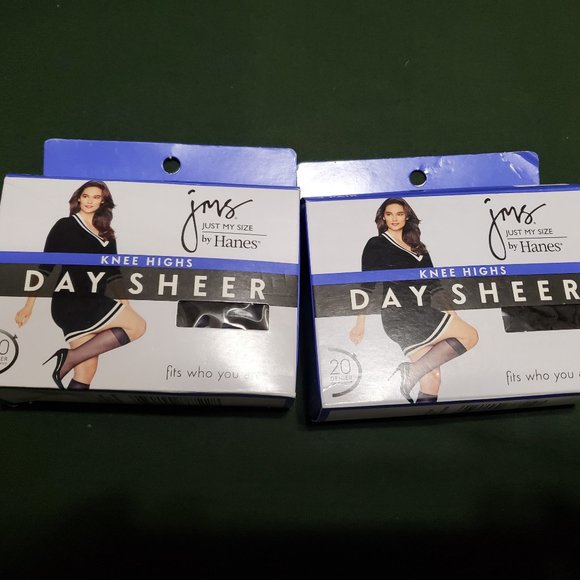 jms
JUST MY SIZE
by Hanes®
KNEE HIGHS
DAY SHEER
fits who you
jms
JUST MY SIZE
by Hanes®
KNEE HIGHS
DAY SHEER
20
DENIER
fits who you